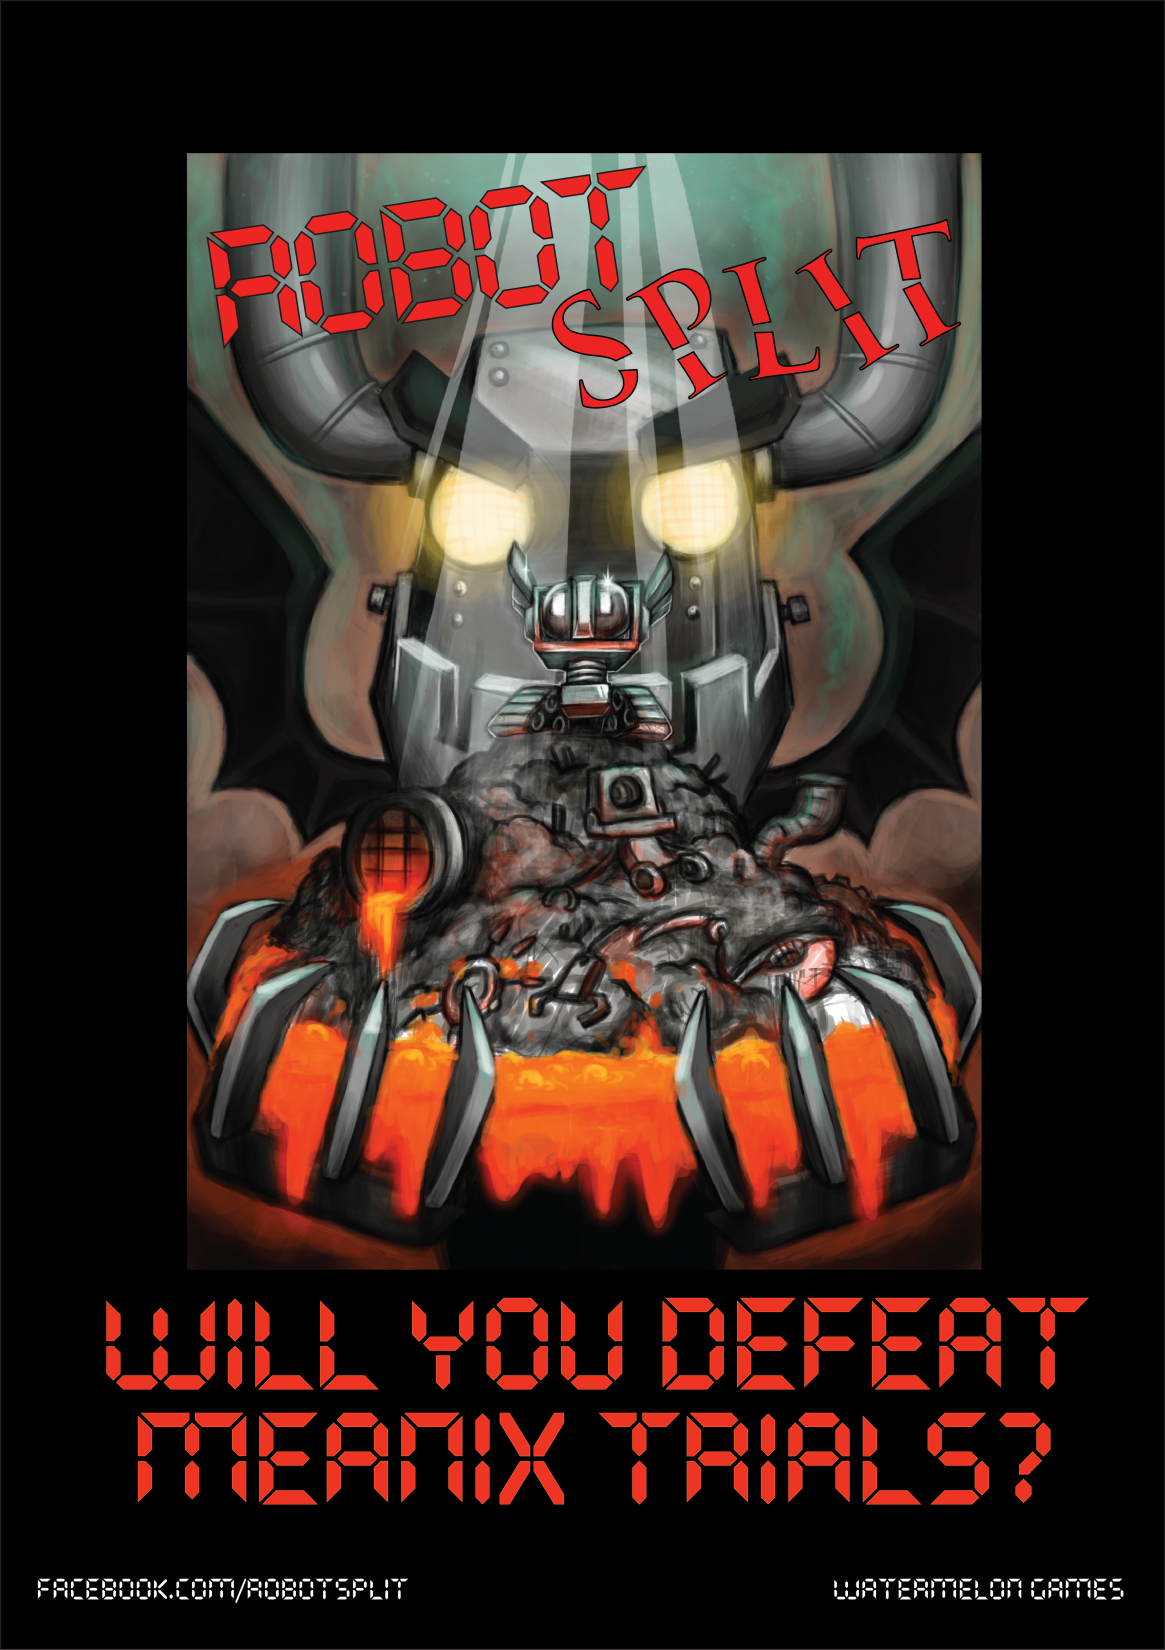 ROBOT
SPLIT
WILL YOU DEFEAT
MEANIX TRIALS?
FACEBOOK.COM/ROBOTSPLIT
WATERMELON GAMES